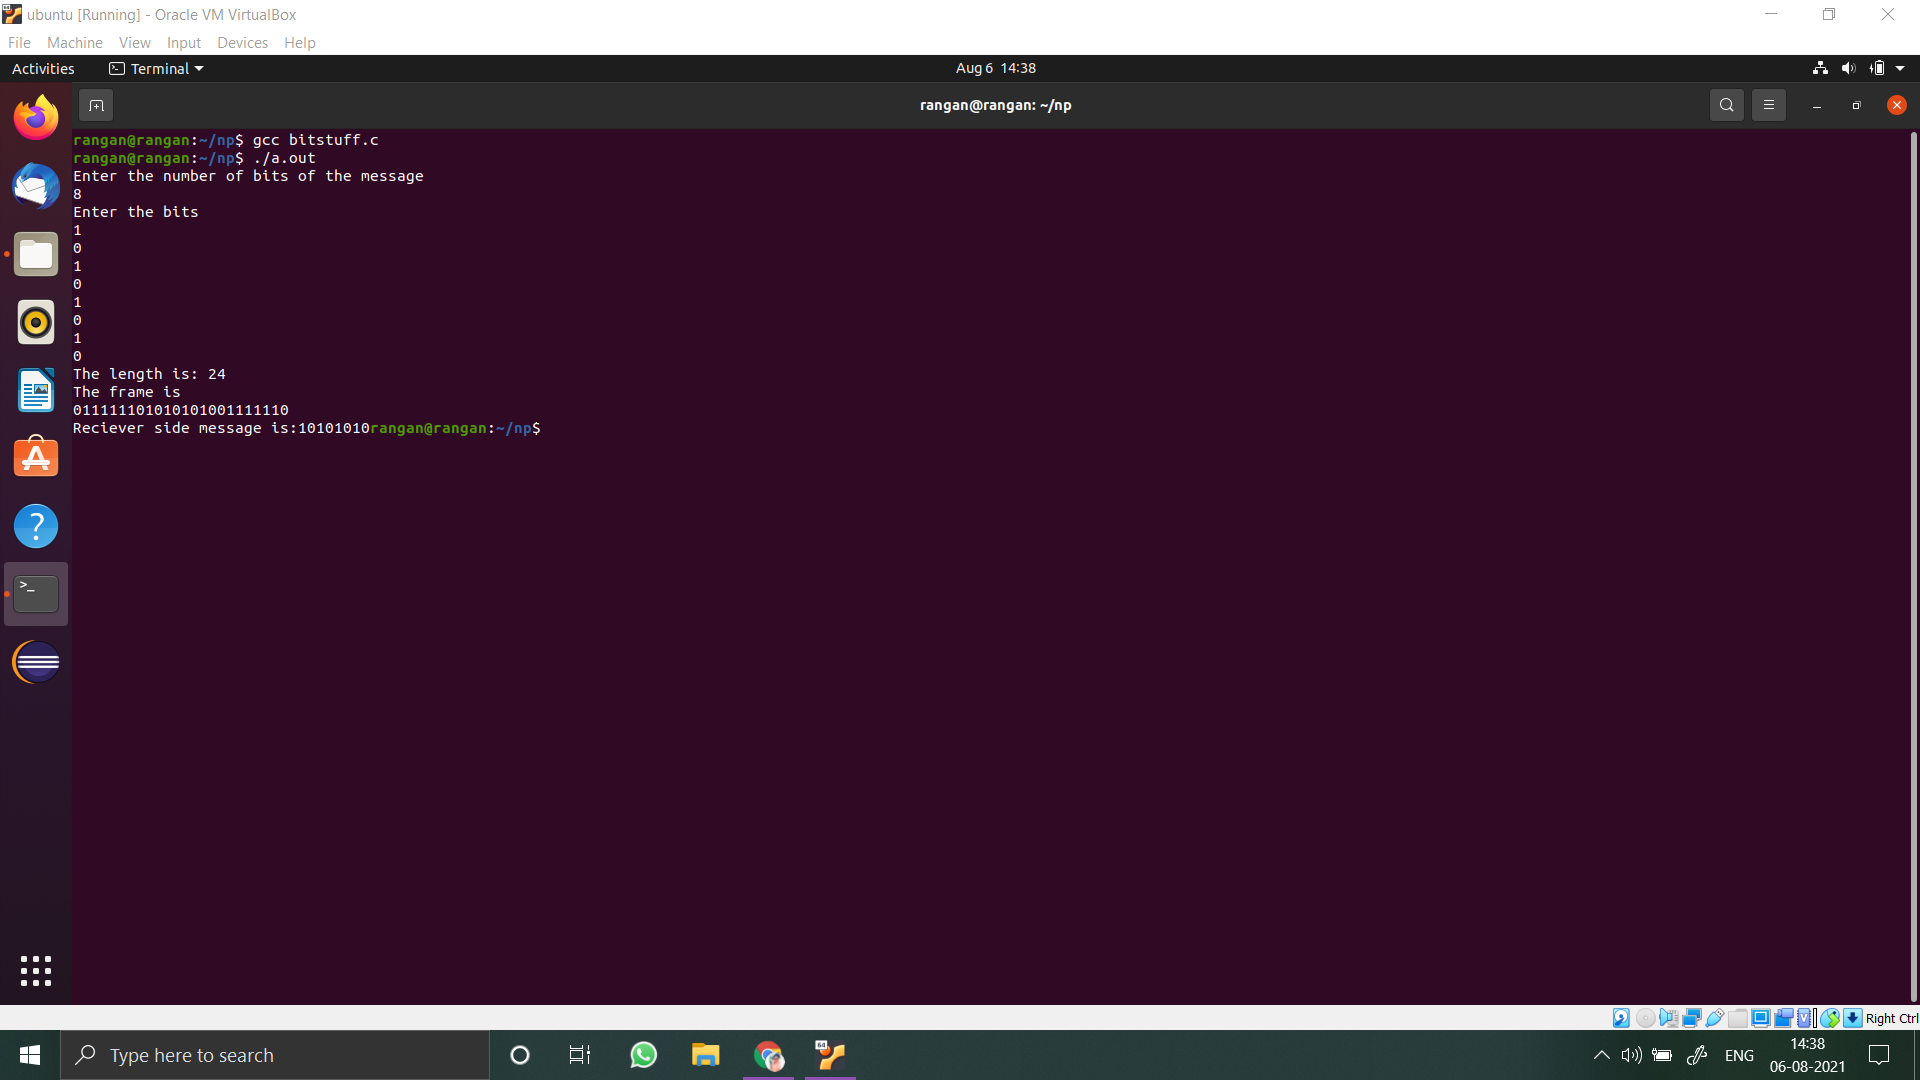 ubuntu [Running] - Oracle VM VirtualBox
File Machine View Input Devices Help
Activities Terminal Aug 6 14:38
rangan@rangan: ~/np
rangan@rangan:~/np$ gcc bitstuff.c
rangan@rangan:~/np$ ./a.out
Enter the number of bits of the message
8
Enter the bits
1
0
1
0
1
0
1
0
The length is: 24
The frame is
011111101010101001111110
Reciever side message is:10101010rangan@rangan:~/np$
Right Ctrl
Type here to search
ENG
14:38
06-08-2021